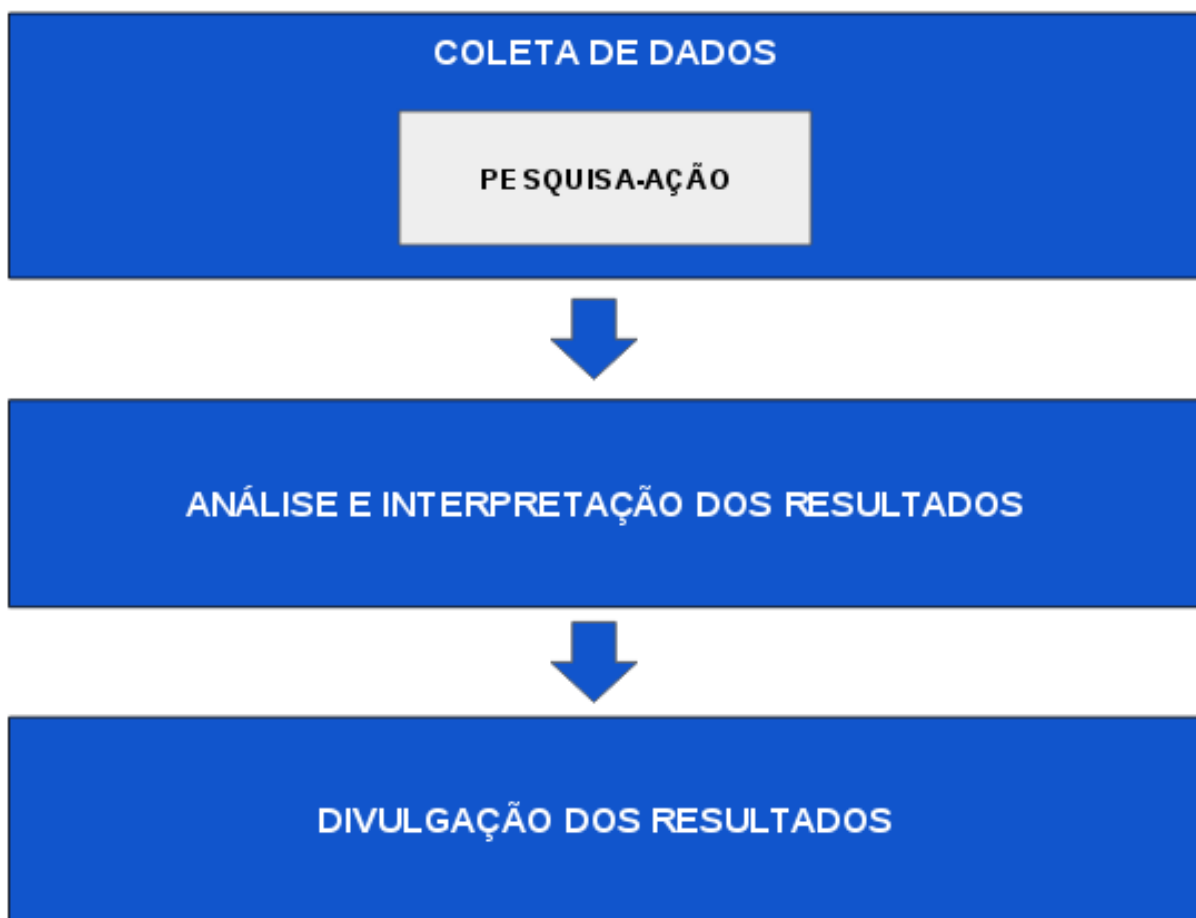 COLETA DE DADOS
PESQUISA-AÇÃO
ANÁLISE E INTERPRETAÇÃO DOS RESULTADOS
DIVULGAÇÃO DOS RESULTADOS